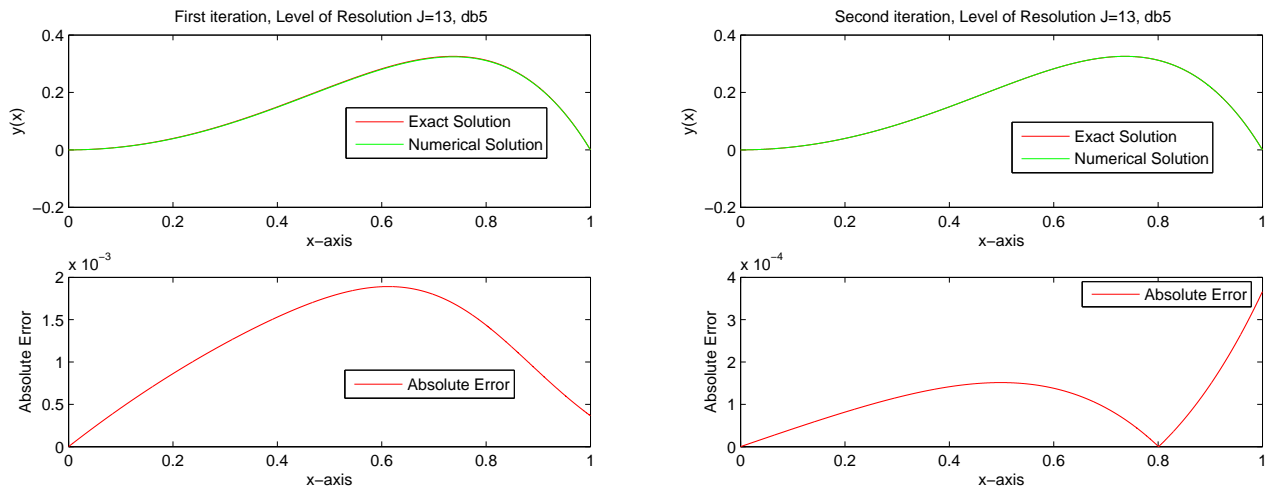 First iteration, Level of Resolution J=13, db5
0.4
0.2
0
−0.2
y(x)
Exact Solution
Numerical Solution
0
0.2
0.4
0.6
0.8
1
x−axis
x 10⁻³
2
1.5
1
0.5
0
Absolute Error
Absolute Error
0
0.2
0.4
0.6
0.8
1
x−axis
Second iteration, Level of Resolution J=13, db5
0.4
0.2
0
−0.2
y(x)
Exact Solution
Numerical Solution
0
0.2
0.4
0.6
0.8
1
x−axis
x 10⁻⁴
4
3
2
1
0
Absolute Error
Absolute Error
0
0.2
0.4
0.6
0.8
1
x−axis